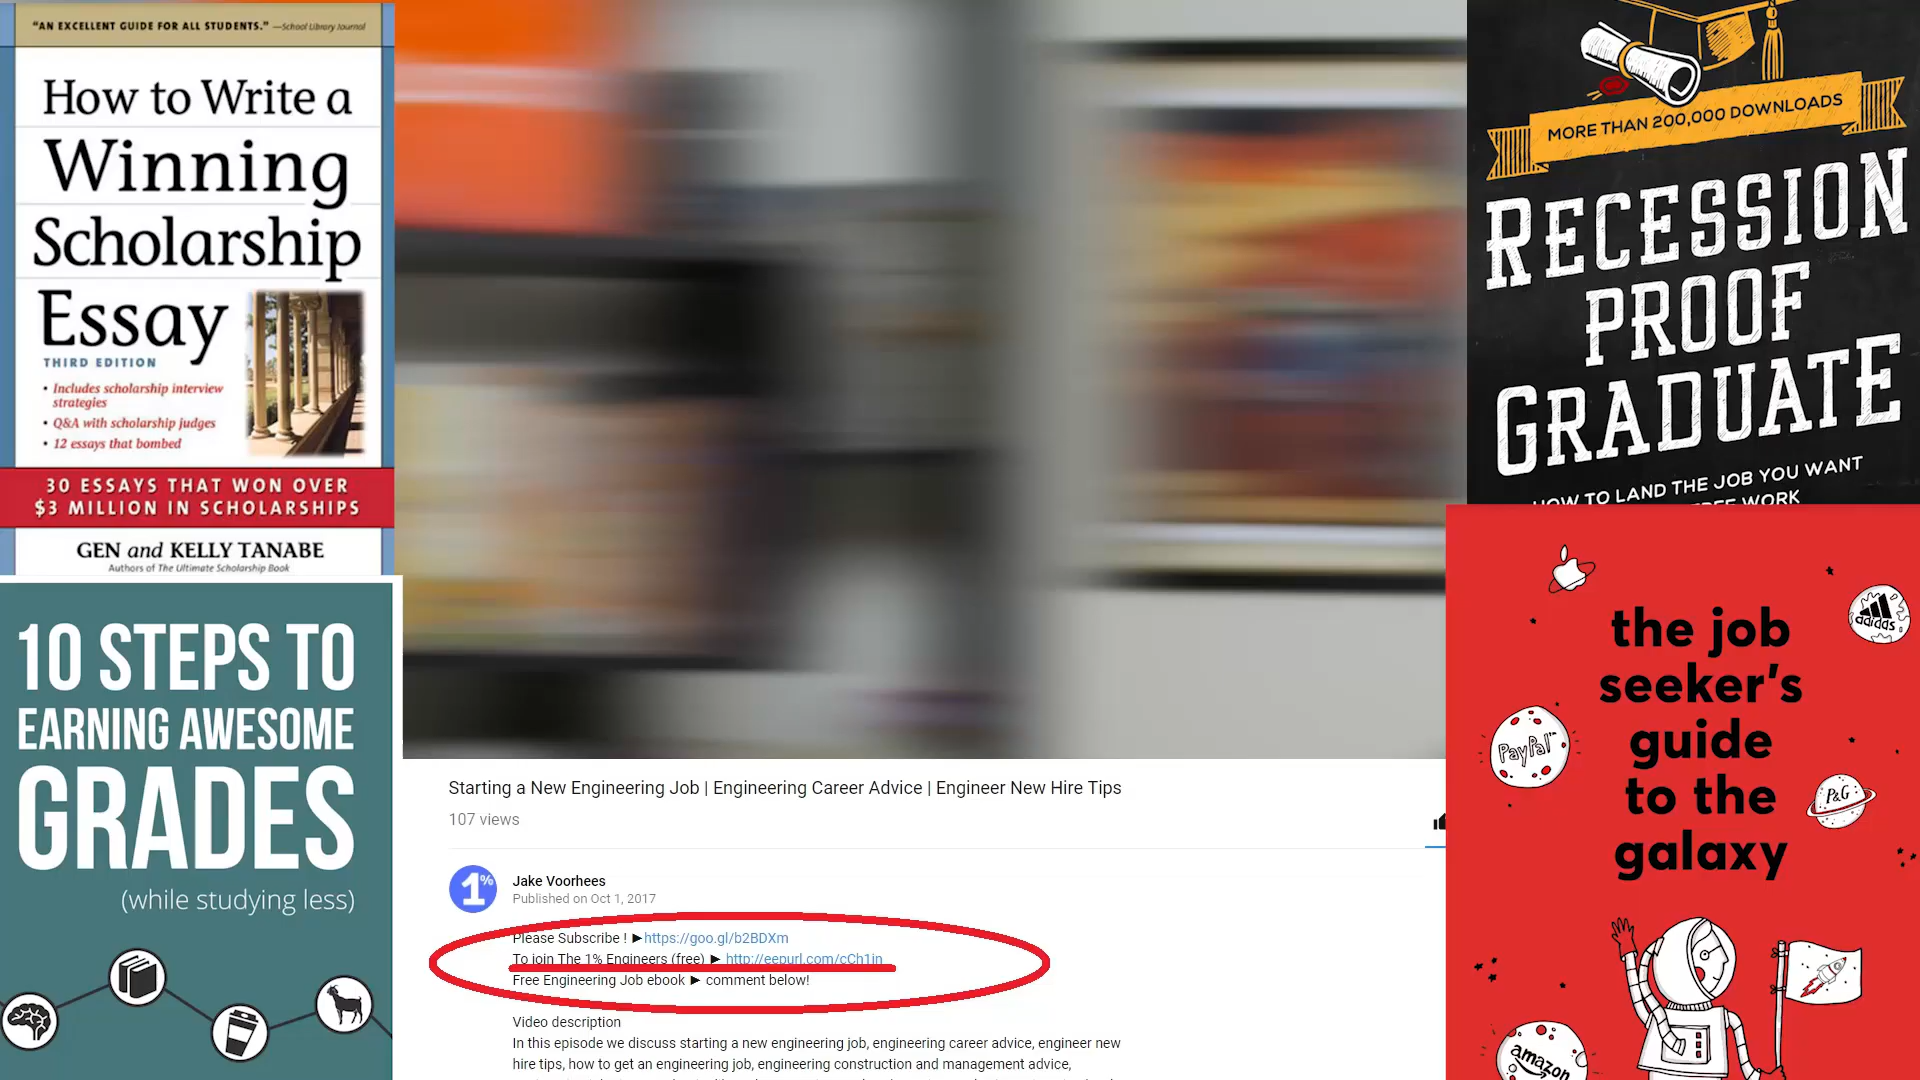 "AN EXCELLENT GUIDE FOR ALL STUDENTS." —School Library Journal
How to Write a
Winning
Scholarship
Essay
THIRD EDITION
• Includes scholarship interview
strategies
• Q&A with scholarship judges
• 12 essays that bombed
30 ESSAYS THAT WON OVER
$3 MILLION IN SCHOLARSHIPS
GEN and KELLY TANABE
Authors of The Ultimate Scholarship Book
10 STEPS TO
EARNING AWESOME
GRADES
(while studying less)
Starting a New Engineering Job | Engineering Career Advice | Engineer New Hire Tips
107 views
1%
Jake Voorhees
Published on Oct 1, 2017
Please Subscribe ! ►https://goo.gl/b2BDXm
To join The 1% Engineers (free) ► http://eepurl.com/cCh1in
Free Engineering Job ebook ► comment below!
Video description
In this episode we discuss starting a new engineering job, engineering career advice, engineer new
hire tips, how to get an engineering job, engineering construction and management advice,
MORE THAN 200,000 DOWNLOADS
RECESSION
PROOF
GRADUATE
HOW TO LAND THE JOB YOU WANT
FREE WORK
the job
seeker's
guide
to the
galaxy
adidas
PayPal
P&G
amazon